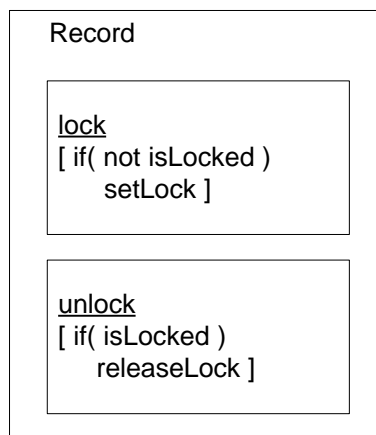 Record
lock
[ if( not isLocked )
setLock ]
unlock
[ if( isLocked )
releaseLock ]